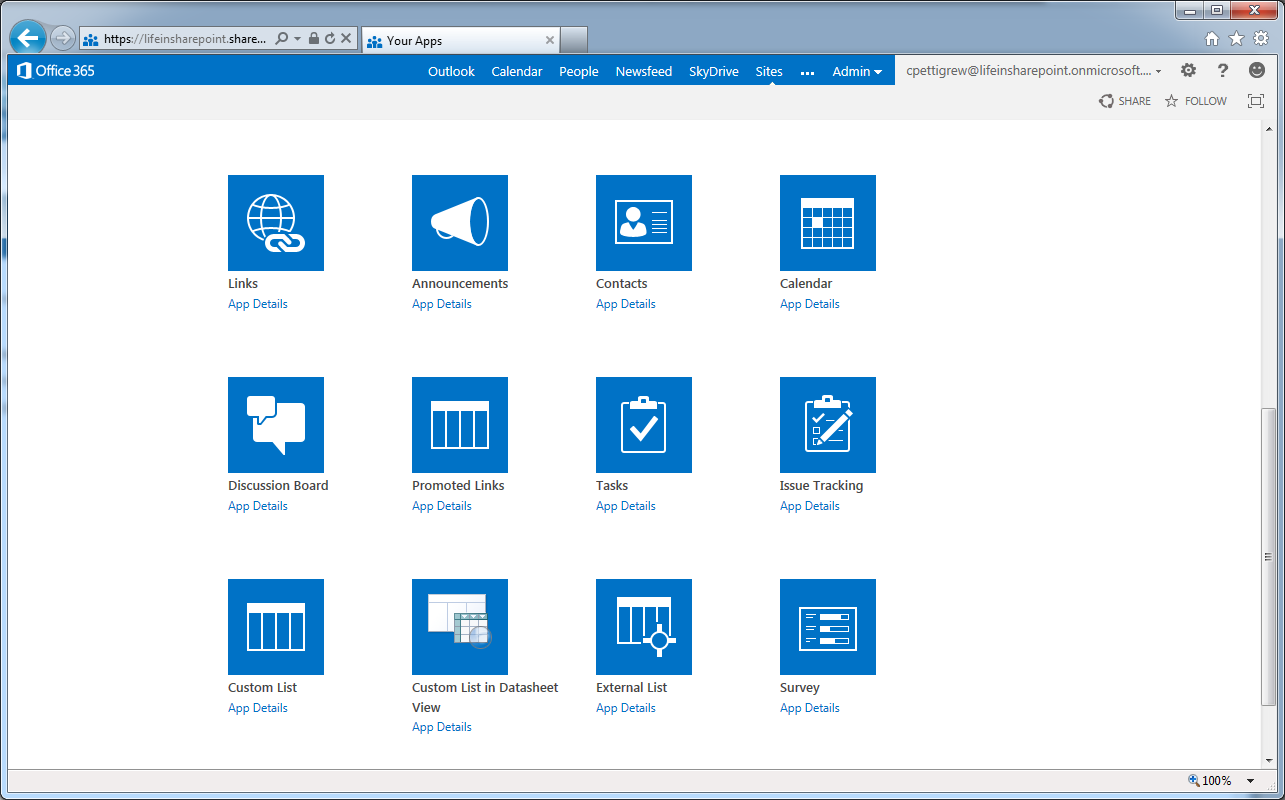 https://lifeinsharepoint.share...
Your Apps
Office 365
Outlook Calendar People Newsfeed SkyDrive Sites ... Admin
cpettigrew@lifeinsharepoint.onmicrosoft....
?
SHARE FOLLOW
Links Announcements Contacts Calendar
App Details App Details App Details App Details
Discussion Board Promoted Links Tasks Issue Tracking
App Details App Details App Details App Details
Custom List Custom List in Datasheet External List Survey
View
App Details App Details App Details App Details
100%